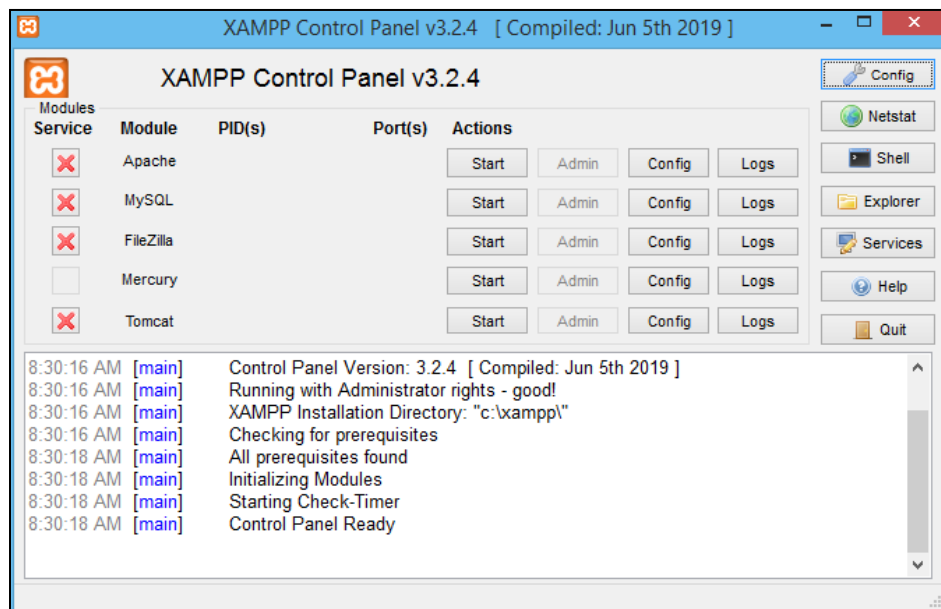 XAMPP Control Panel v3.2.4 [ Compiled: Jun 5th 2019 ]
XAMPP Control Panel v3.2.4
Config
Netstat
Shell
Explorer
Services
Help
Quit
Modules
Service Module PID(s) Port(s) Actions
Apache Start Admin Config Logs
MySQL Start Admin Config Logs
FileZilla Start Admin Config Logs
Mercury Start Admin Config Logs
Tomcat Start Admin Config Logs
8:30:16 AM [main] Control Panel Version: 3.2.4 [ Compiled: Jun 5th 2019 ]
8:30:16 AM [main] Running with Administrator rights - good!
8:30:16 AM [main] XAMPP Installation Directory: "c:\xampp\"
8:30:16 AM [main] Checking for prerequisites
8:30:18 AM [main] All prerequisites found
8:30:18 AM [main] Initializing Modules
8:30:18 AM [main] Starting Check-Timer
8:30:18 AM [main] Control Panel Ready